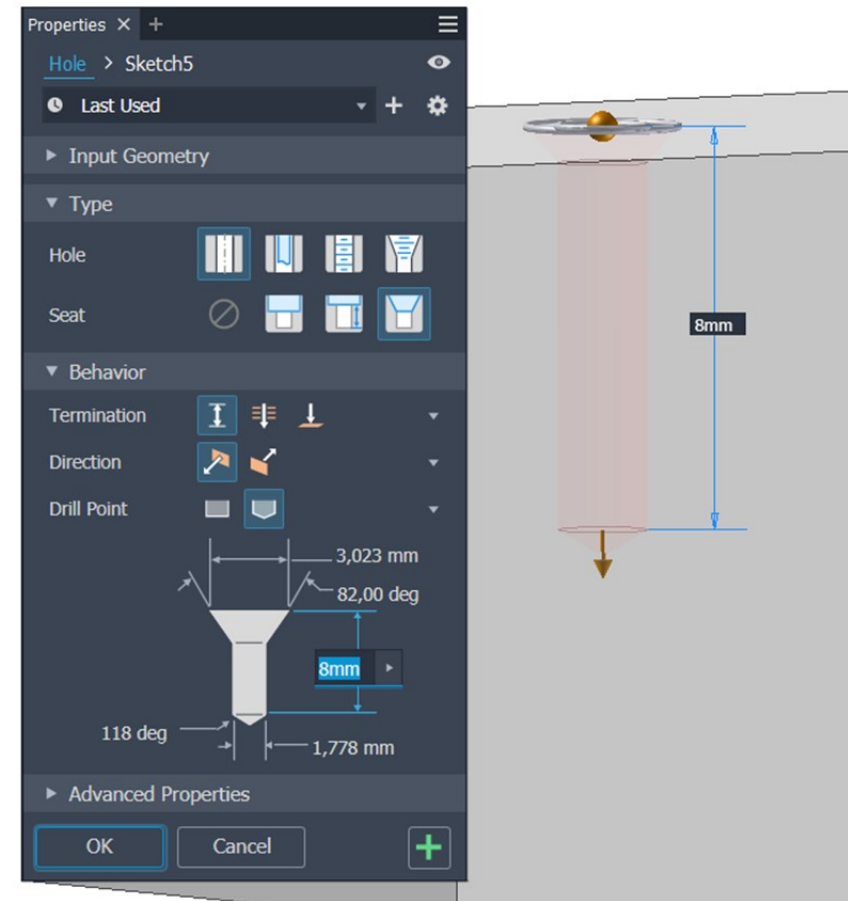 Properties
Hole > Sketch5
Last Used
Input Geometry
Type
Hole
Seat
Behavior
Termination
Direction
Drill Point
3,023 mm
82,00 deg
8mm
118 deg
1,778 mm
Advanced Properties
OK Cancel
8mm